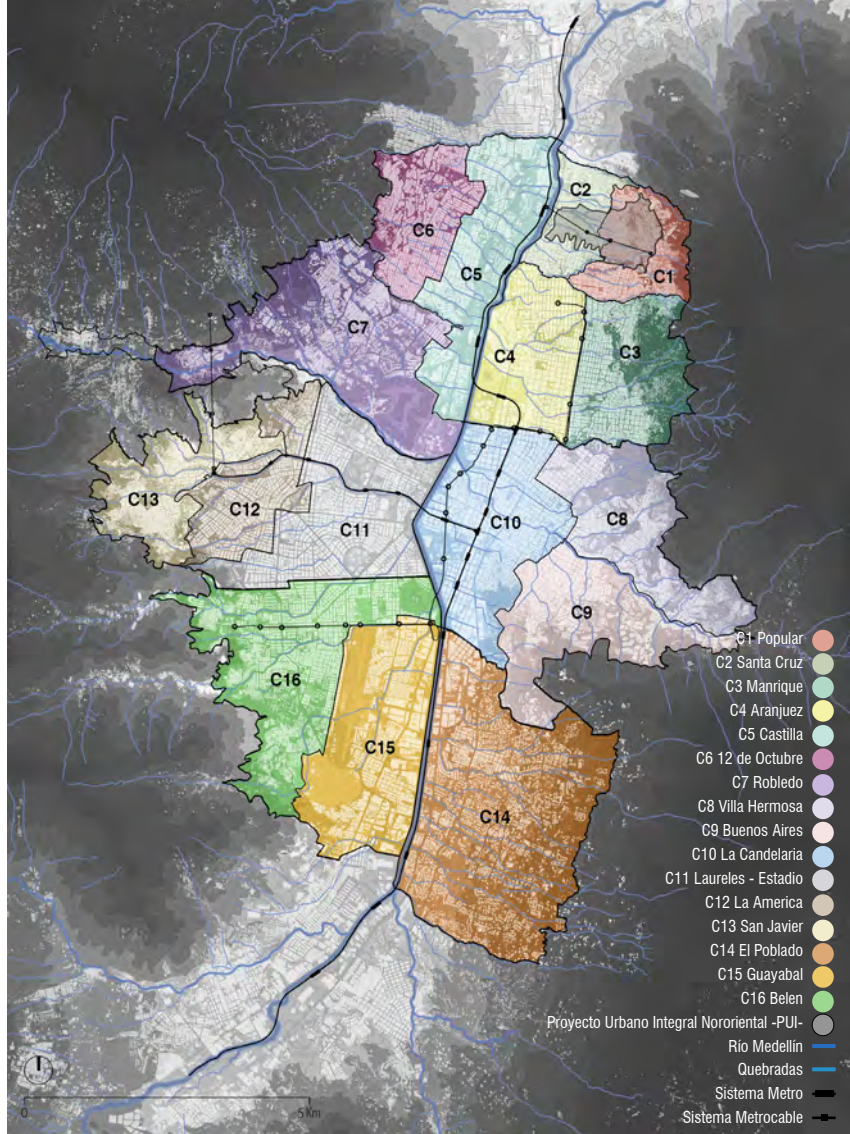 C2
C6
C5
C1
C7
C4
C3
C13
C12
C11
C10
C8
C9
C16
C15
C14
C1 Popular
C2 Santa Cruz
C3 Manrique
C4 Aranjuez
C5 Castilla
C6 12 de Octubre
C7 Robledo
C8 Villa Hermosa
C9 Buenos Aires
C10 La Candelaria
C11 Laureles - Estadio
C12 La America
C13 San Javier
C14 El Poblado
C15 Guayabal
C16 Belen
Proyecto Urbano Integral Nororiental -PUI-
Río Medellín
Quebradas
Sistema Metro
Sistema Metrocable
0 5 Km